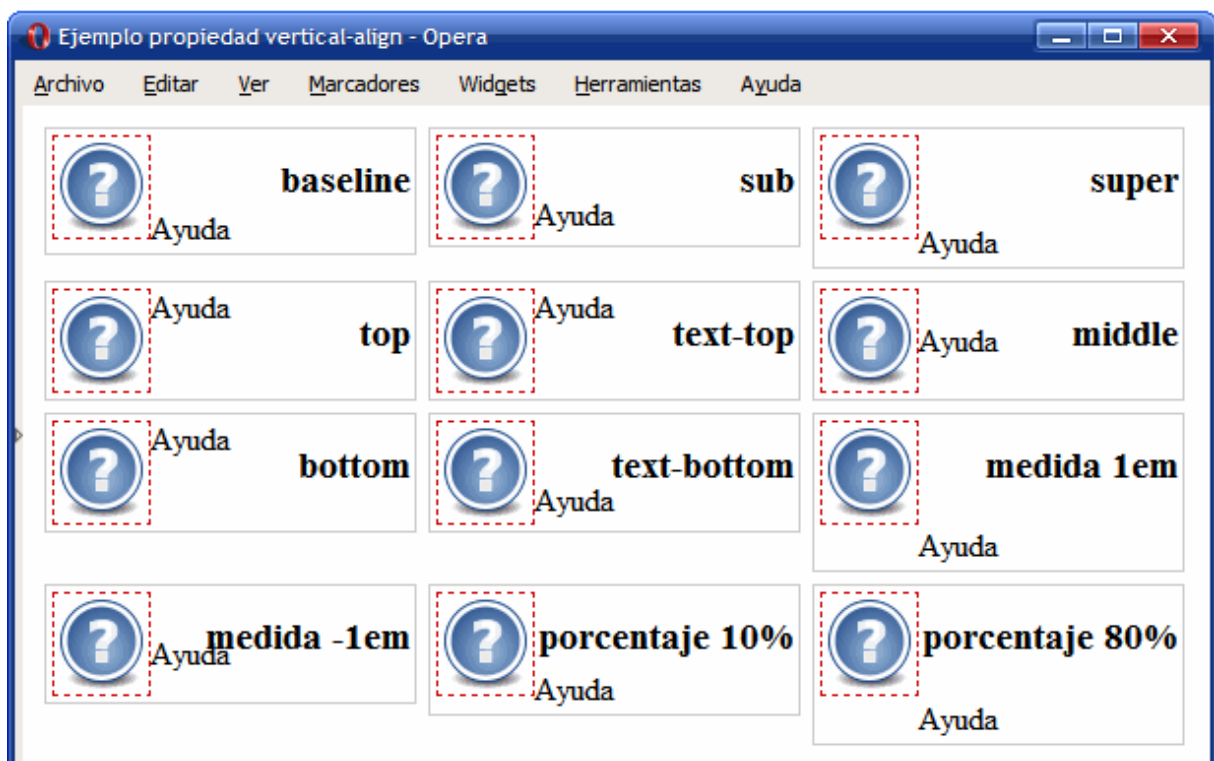 Ejemplo propiedad vertical-align - Opera
Archivo Editar Ver Marcadores Widgets Herramientas Ayuda
baseline
Ayuda
sub
Ayuda
super
Ayuda
Ayuda
top
Ayuda
text-top
Ayuda
middle
Ayuda
bottom
text-bottom
Ayuda
medida 1em
Ayuda
medida -1em
Ayuda
porcentaje 10%
Ayuda
porcentaje 80%
Ayuda